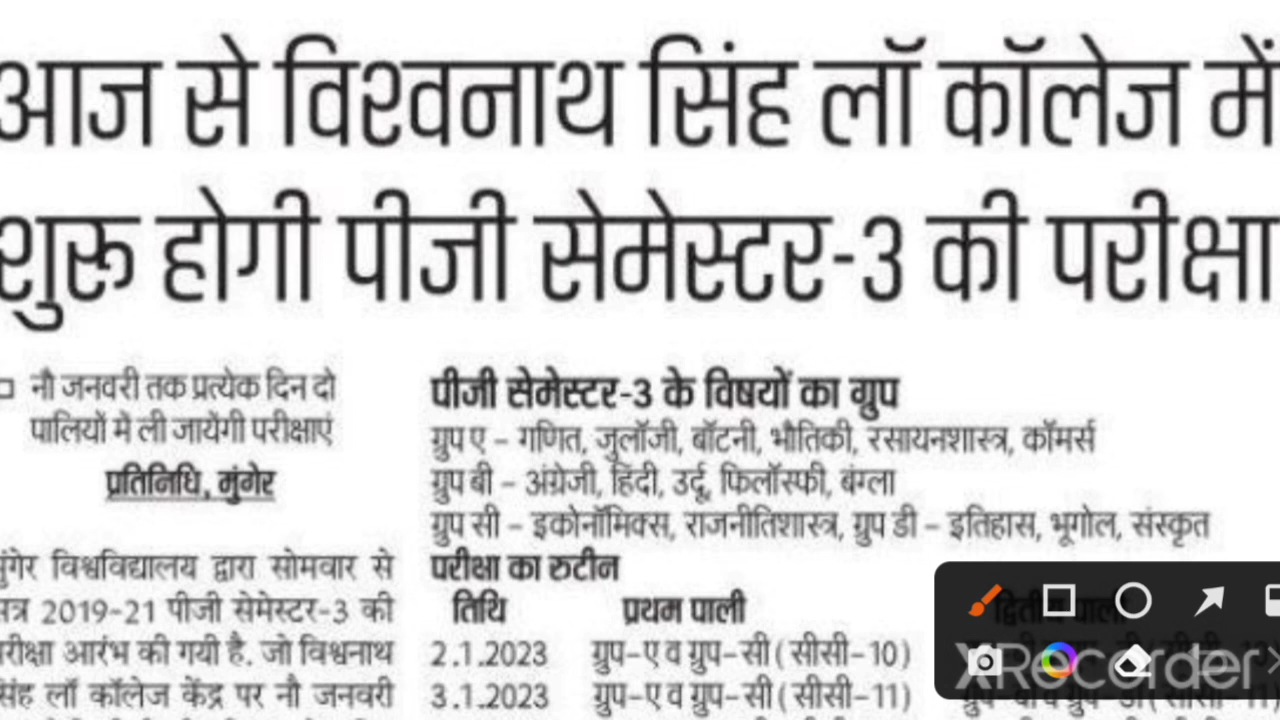 आज से विश्वनाथ सिंह लॉ कॉलेज में
शुरू होगी पीजी सेमेस्टर-3 की परीक्षा
नौ जनवरी तक प्रत्येक दिन दो
पालियों में ली जायेंगी परीक्षाएं
प्रतिनिधि, मुंगेर
मुंगेर विश्वविद्यालय द्वारा सोमवार से
सत्र 2019-21 पीजी सेमेस्टर-3 की
परीक्षा आरंभ की गयी है. जो विश्वनाथ
सिंह लॉ कॉलेज केंद्र पर नौ जनवरी
पीजी सेमेस्टर-3 के विषयों का ग्रुप
ग्रुप ए - गणित, जुलॉजी, बॉटनी, भौतिकी, रसायनशास्त्र, कॉमर्स
ग्रुप बी - अंग्रेजी, हिंदी, उर्दू, फिलॉस्फी, बंग्ला
ग्रुप सी - इकोनॉमिक्स, राजनीतिशास्त्र, ग्रुप डी - इतिहास, भूगोल, संस्कृत
परीक्षा का रुटीन
तिथि प्रथम पाली द्वितीय पाली
2.1.2023 ग्रुप-ए व ग्रुप-सी (सीसी-10)
3.1.2023 ग्रुप-ए व ग्रुप-सी (सीसी-11)
XRecorder